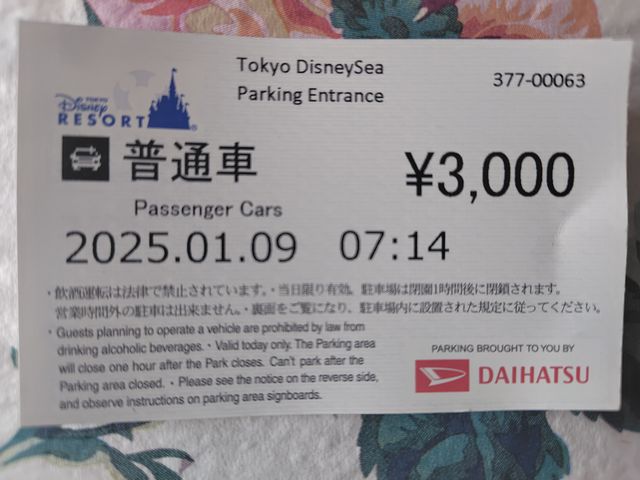 Tokyo DisneySea
Parking Entrance
377-00063
TOKYO
Disney
RESORT
普通車
Passenger Cars
¥3,000
2025.01.09 07:14
・飲酒運転は法律で禁止されています。・当日限り有効。駐車場は閉園1時間後に閉鎖されます。
営業時間外の駐車は出来ません。・裏面をご覧になり、駐車場内に設置された規定に従ってください。
・Guests planning to operate a vehicle are prohibited by law from
drinking alcoholic beverages. ・Valid today only. The Parking area
will close one hour after the Park closes. Can't park after the
Parking area closed. ・Please see the notice on the reverse side,
and observe instructions on parking area signboards.
PARKING BROUGHT TO YOU BY
DAIHATSU